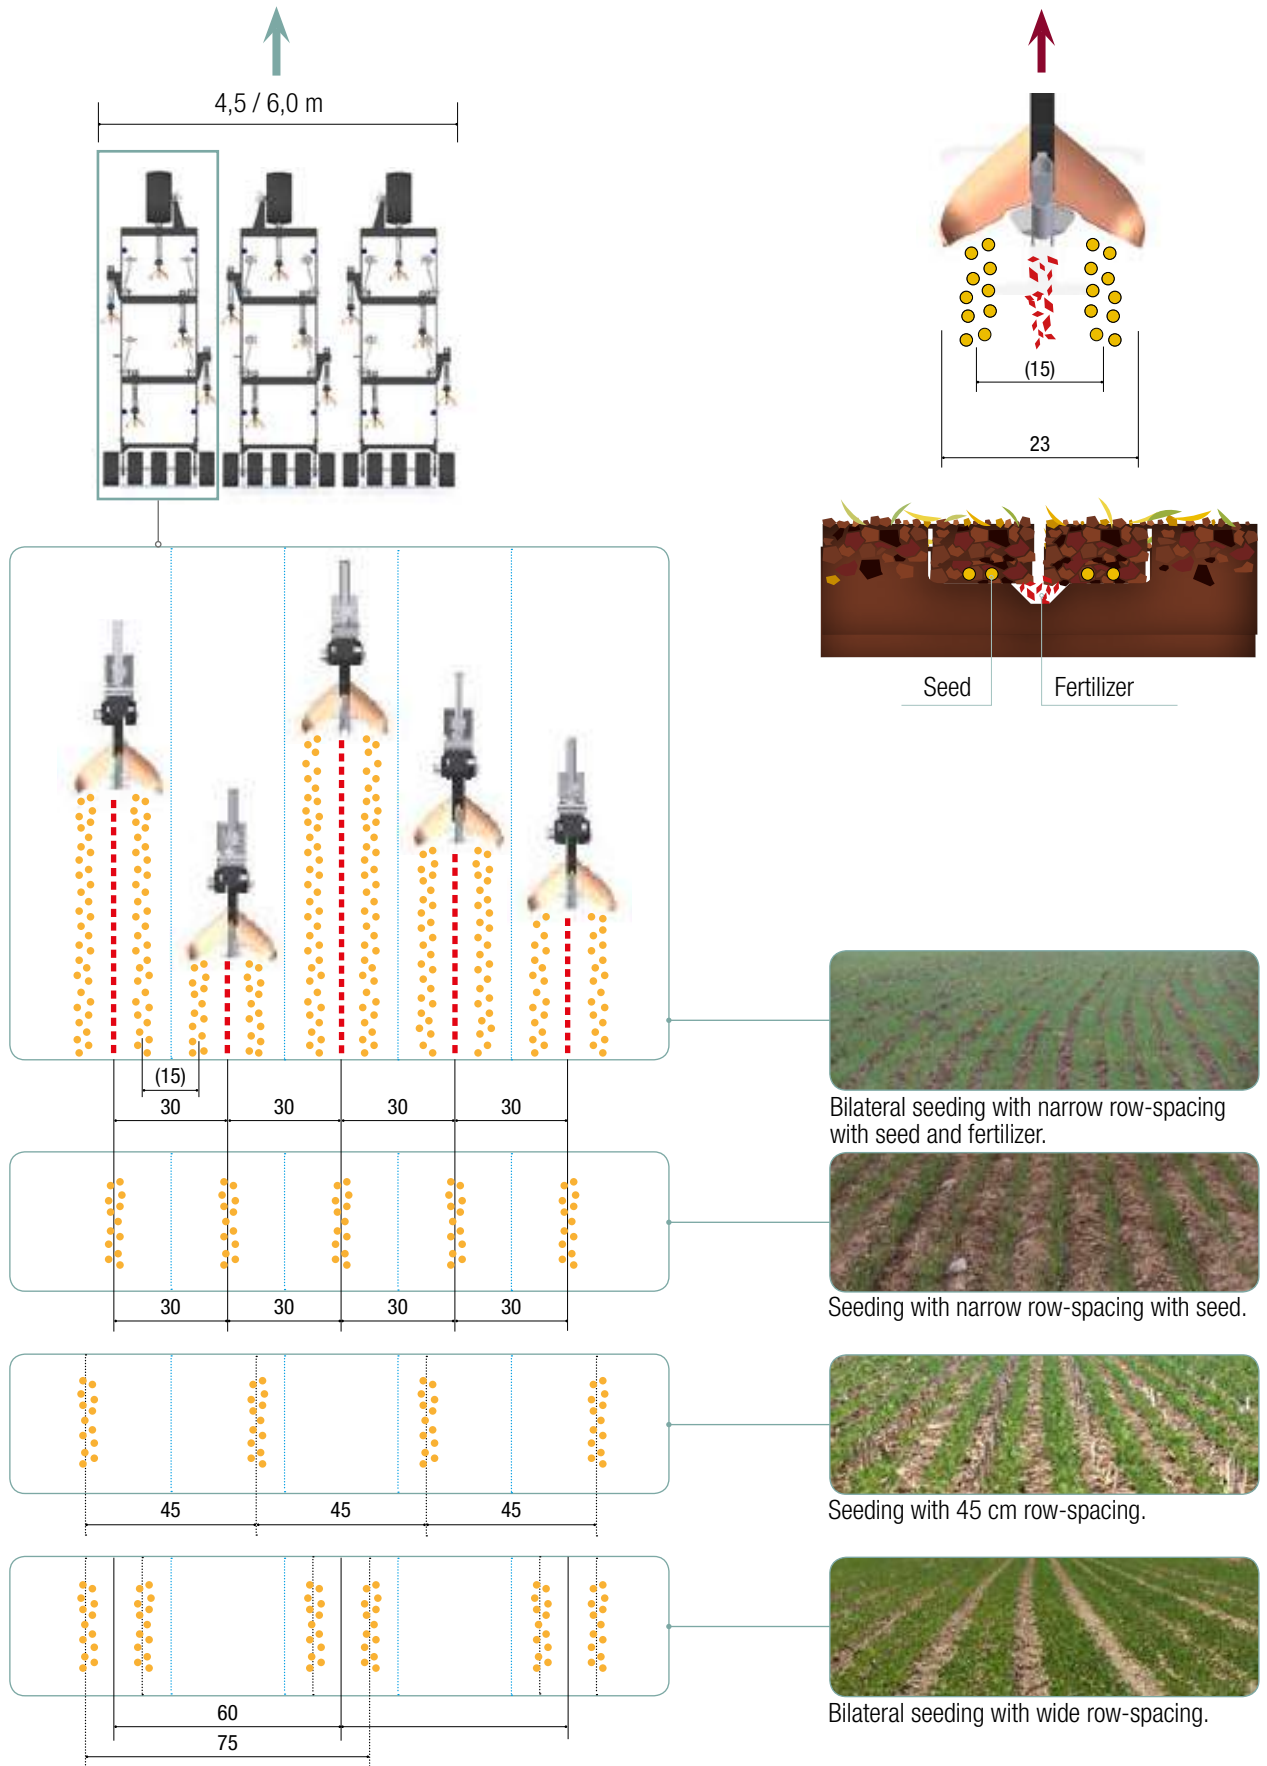 4,5 / 6,0 m
(15)
23
Seed
Fertilizer
(15)
30
30
30
30
Bilateral seeding with narrow row-spacing
with seed and fertilizer.
30
30
30
30
Seeding with narrow row-spacing with seed.
45
45
45
Seeding with 45 cm row-spacing.
60
75
Bilateral seeding with wide row-spacing.